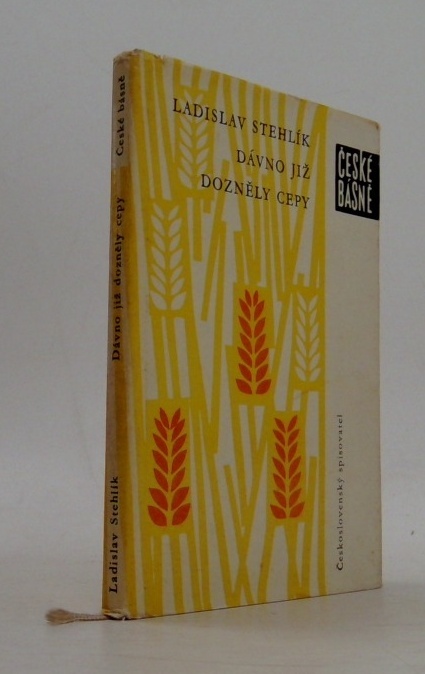 LADISLAV STEHLÍK
DÁVNO JIŽ
DOZNĚLY CEPY
ČESKÉ
BÁSNĚ
Československý spisovatel
Ladislav Stehlík Dávno již dozněly cepy České básně